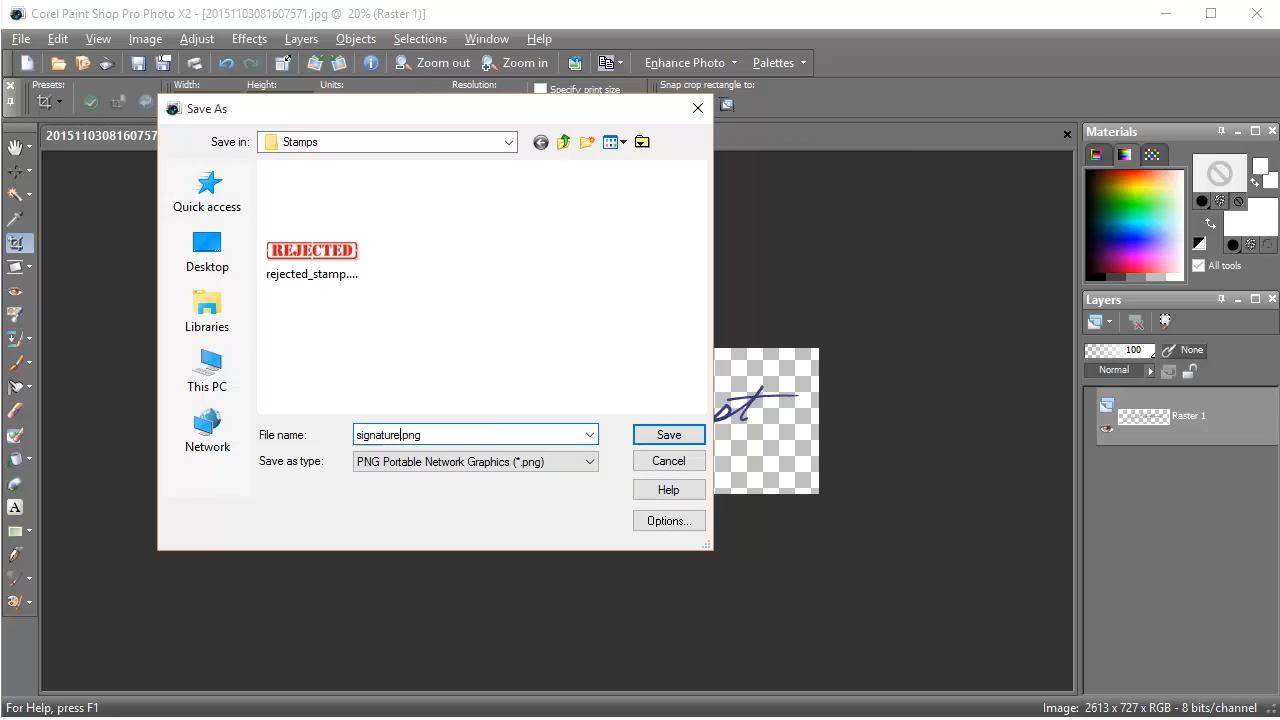 Corel Paint Shop Pro Photo X2 - [20151103081607571.jpg @ 20% (Raster 1)]
File Edit View Image Adjust Effects Layers Objects Selections Window Help
Zoom out Zoom in Enhance Photo Palettes
Presets: Width: Height: Units: Resolution: Specify print size Snap crop rectangle to:
Save As
2015110308160757
Materials
Save in: Stamps
Quick access
Desktop
REJECTED
rejected_stamp....
All tools
Layers
Libraries
100 None
Normal
This PC
Raster 1
Network
File name: signature.png Save
Save as type: PNG Portable Network Graphics (*.png) Cancel
Help
Options...
A
For Help, press F1
Image: 2613 x 727 x RGB - 8 bits/channel